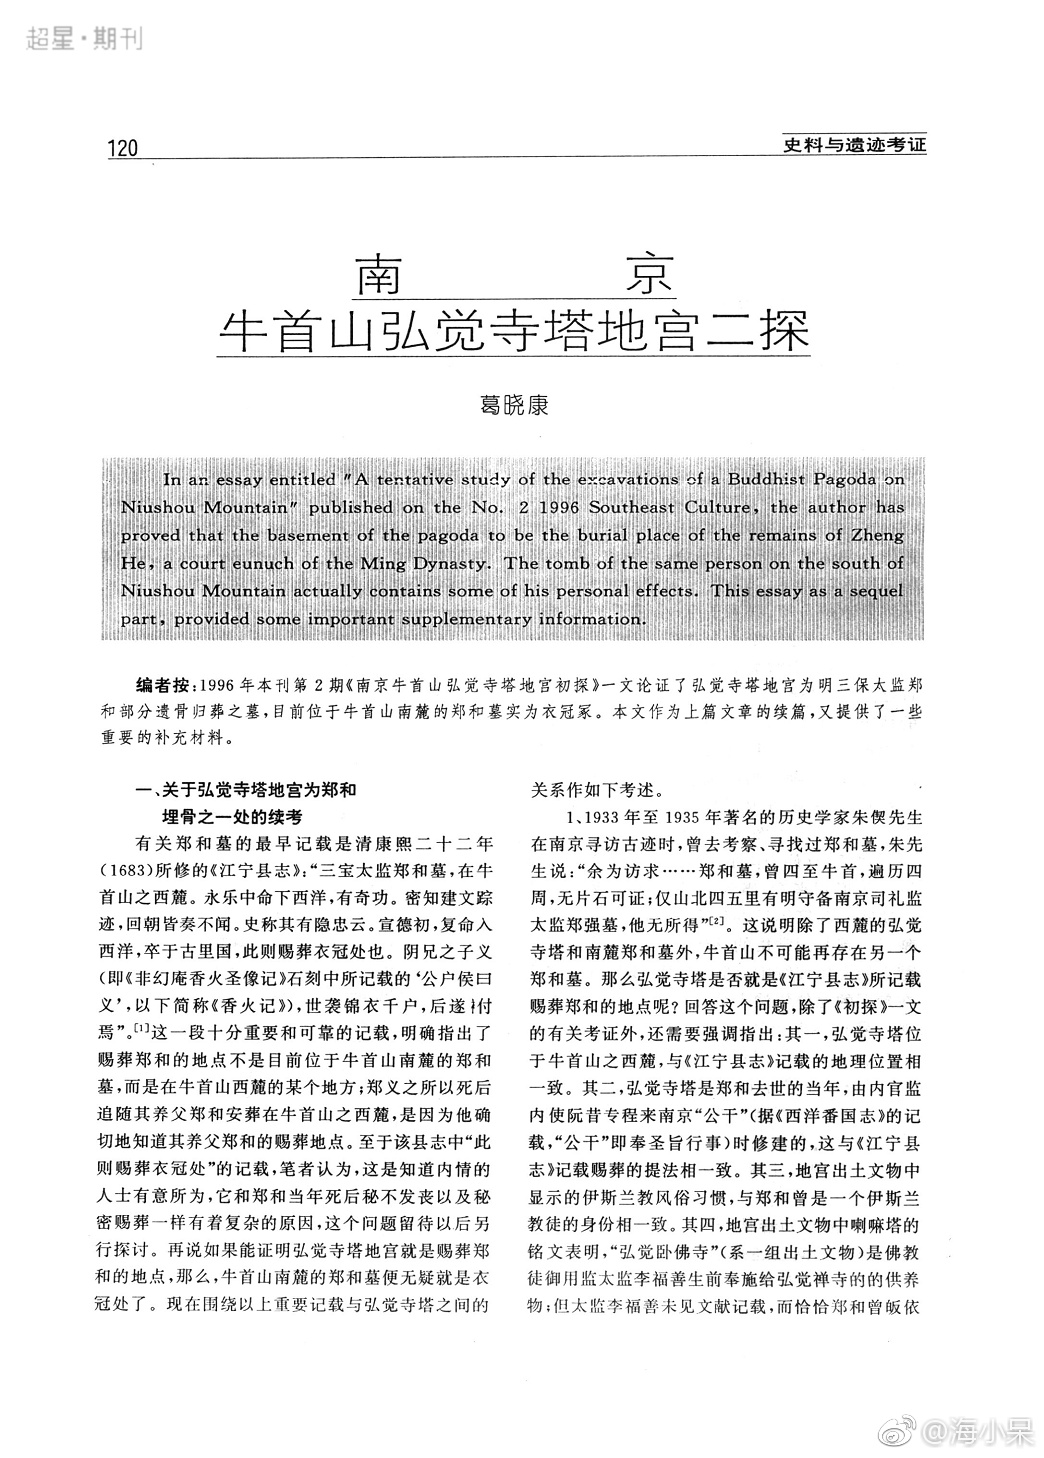 超星·期刊
120
史料与遗迹考证
南 京
牛首山弘觉寺塔地宫二探
葛晓康
In an essay entitled "A tentative study of the excavations of a Buddhist Pagoda on
Niushou Mountain" published on the No. 2 1996 Southeast Culture, the author has
proved that the basement of the pagoda to be the burial place of the remains of Zheng
He, a court eunuch of the Ming Dynasty. The tomb of the same person on the south of
Niushou Mountain actually contains some of his personal effects. This essay as a sequel
part, provided some important supplementary information.
编者按:1996年本刊第2期《南京牛首山弘觉寺塔地宫初探》一文论证了弘觉寺塔地宫为明三保太监郑
和部分遗骨归葬之墓,目前位于牛首山南麓的郑和墓实为衣冠冢。本文作为上篇文章的续篇,又提供了一些
重要的补充材料。
一、关于弘觉寺塔地宫为郑和
埋骨之一处的续考
有关郑和墓的最早记载是清康熙二十二年
(1683)所修的《江宁县志》:“三宝太监郑和墓,在牛
首山之西麓。永乐中命下西洋,有奇功。密知建文踪
迹,回朝皆奏不闻。史称其有隐忠云。宣德初,复命入
西洋,卒于古里国,此则赐葬衣冠处也。阴兄之子义
(即《非幻庵香火圣像记》石刻中所记载的‘公户侯曰
义’,以下简称《香火记》),世袭锦衣千户,后遂祔
焉”。[1]这一段十分重要和可靠的记载,明确指出了
赐葬郑和的地点不是目前位于牛首山南麓的郑和
墓,而是在牛首山西麓的某个地方;郑义之所以死后
追随其养父郑和安葬在牛首山之西麓,是因为他确
切地知道其养父郑和的赐葬地点。至于该县志中“此
则赐葬衣冠处”的记载,笔者认为,这是知道内情的
人士有意所为,它和郑和当年死后秘不发丧以及秘
密赐葬一样有着复杂的原因,这个问题留待以后另
行探讨。再说如果能证明弘觉寺塔地宫就是赐葬郑
和的地点,那么,牛首山南麓的郑和墓便无疑就是衣
冠处了。现在围绕以上重要记载与弘觉寺塔之间的
关系作如下考述。
1、1933年至1935年著名的历史学家朱偰先生
在南京寻访古迹时,曾去考察、寻找过郑和墓,朱先
生说:“余为访求……郑和墓,曾四至牛首,遍历四
周,无片石可证;仅山北四五里有明守备南京司礼监
太监郑强墓,他无所得”[2]。这说明除了西麓的弘觉
寺塔和南麓郑和墓外,牛首山不可能再存在另一个
郑和墓。那么弘觉寺塔是否就是《江宁县志》所记载
赐葬郑和的地点呢?回答这个问题,除了《初探》一文
的有关考证外,还需要强调指出:其一,弘觉寺塔位
于牛首山之西麓,与《江宁县志》记载的地理位置相
一致。其二,弘觉寺塔是郑和去世的当年,由内官监
内使阮昔专程来南京“公干”(据《西洋番国志》的记
载,“公干”即奉圣旨行事)时修建的,这与《江宁县
志》记载赐葬的提法相一致。其三,地宫出土文物中
显示的伊斯兰教风俗习惯,与郑和曾是一个伊斯兰
教徒的身份相一致。其四,地宫出土文物中喇嘛塔的
铭文表明,“弘觉卧佛寺”(系一组出土文物)是佛教
徒御用监太监李福善生前奉施给弘觉禅寺的的供养
物;但太监李福善未见文献记载,而恰恰郑和曾皈依
@海小呆